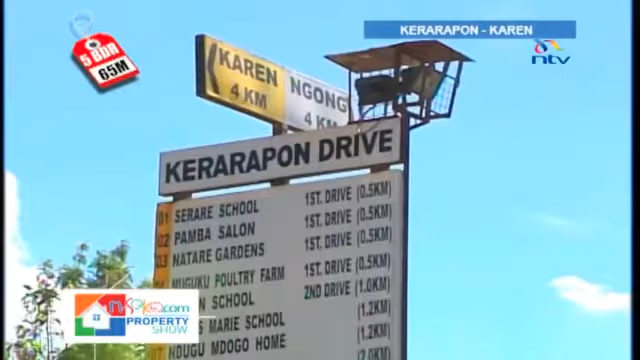 KERARAPON - KAREN
ntv
5 BDR
65M
KAREN
4 KM
NGONG
4 KM
KERARAPON DRIVE
01 SERARE SCHOOL 1ST. DRIVE (0.5KM)
02 PAMBA SALON 1ST. DRIVE (0.5KM)
03 NATARE GARDENS 1ST. DRIVE (0.5KM)
MUGUKU POULTRY FARM 1ST. DRIVE (0.5KM)
SCHOOL 2ND DRIVE (1.0KM)
MARIE SCHOOL (1.2KM)
NDUGU MDOGO HOME (1.2KM)
.com
PROPERTY
SHOW